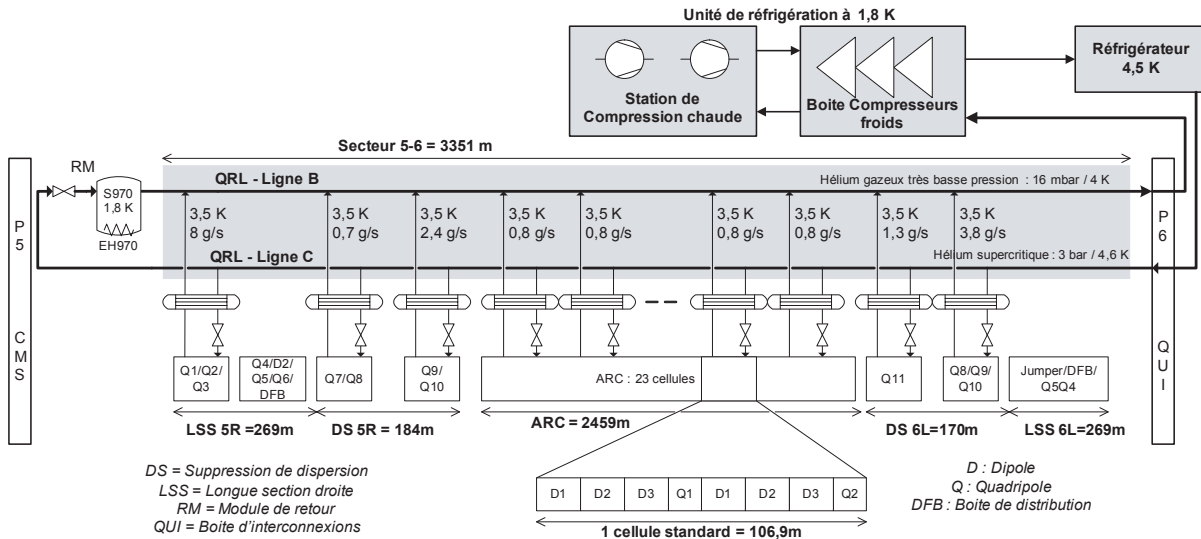 Unité de réfrigération à 1,8 K
Station de
Compression chaude
Boite Compresseurs
froids
Réfrigérateur
4,5 K
Secteur 5-6 = 3351 m
P5
CMS
RM
S970
1,8 K
EH970
QRL - Ligne B
Hélium gazeux très basse pression : 16 mbar / 4 K
3,5 K
8 g/s
3,5 K
0,7 g/s
3,5 K
2,4 g/s
3,5 K
0,8 g/s
3,5 K
0,8 g/s
3,5 K
0,8 g/s
3,5 K
0,8 g/s
3,5 K
1,3 g/s
3,5 K
3,8 g/s
QRL - Ligne C
Hélium supercritique : 3 bar / 4,6 K
P6
QUI
Q1/Q2/
Q3
Q4/D2/
Q5/Q6/
DFB
Q7/Q8
Q9/
Q10
ARC : 23 cellules
Q11
Q8/Q9/
Q10
Jumper/DFB/
Q5Q4
LSS 5R =269m
DS 5R = 184m
ARC = 2459m
DS 6L=170m
LSS 6L=269m
DS = Suppression de dispersion
LSS = Longue section droite
RM = Module de retour
QUI = Boite d'interconnexions
D1 D2 D3 Q1 D1 D2 D3 Q2
1 cellule standard = 106,9m
D : Dipole
Q : Quadripole
DFB : Boite de distribution